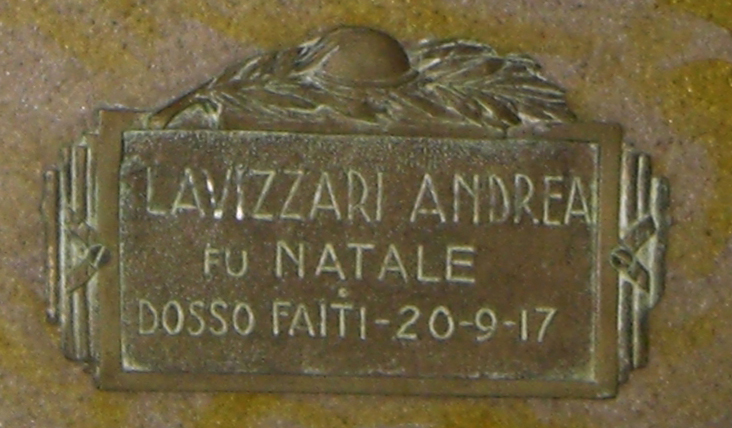 LAVIZZARI ANDREA
FU NATALE
DOSSO FAITI-20-9-17